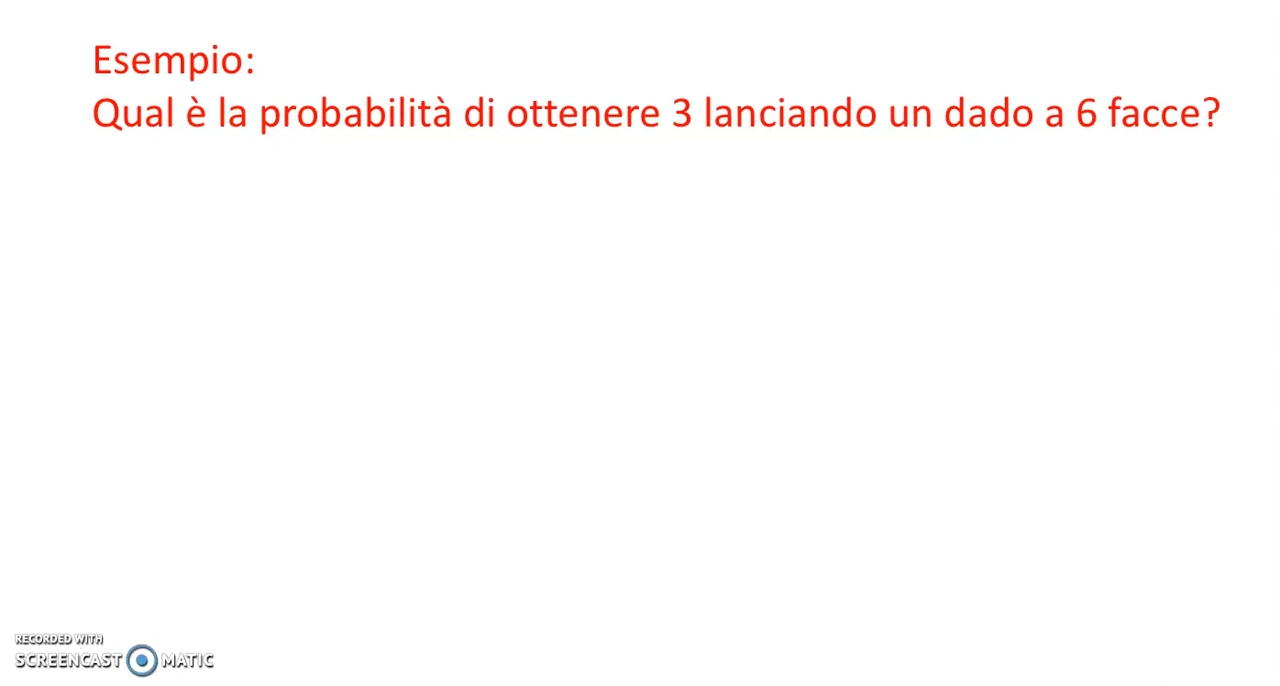 Esempio:
Qual è la probabilità di ottenere 3 lanciando un dado a 6 facce?
RECORDED WITH
SCREENCAST MATIC